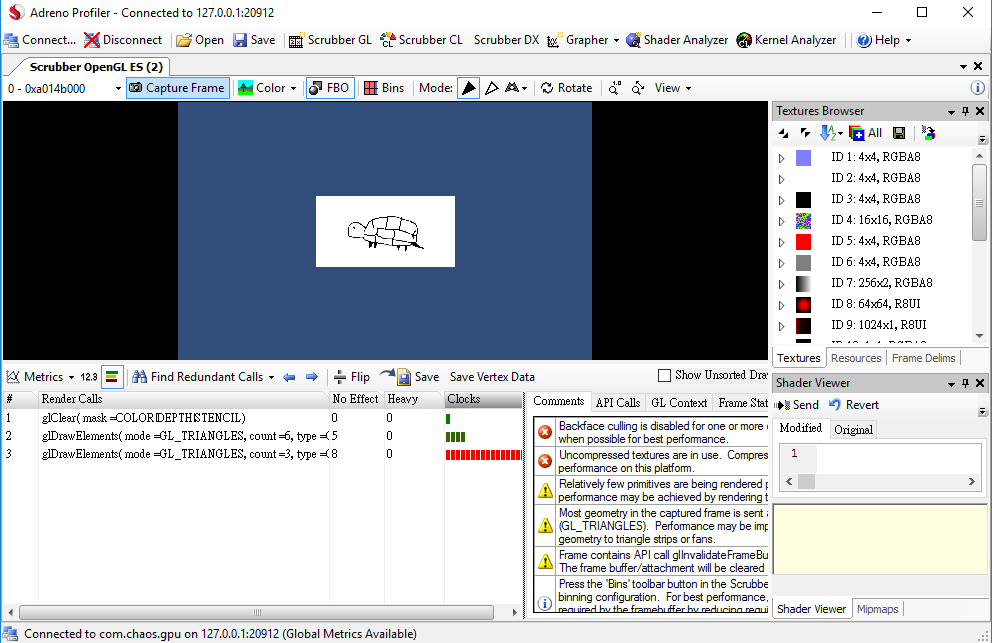 Adreno Profiler - Connected to 127.0.0.1:20912
Connect... Disconnect Open Save Scrubber GL Scrubber CL Scrubber DX Grapher Shader Analyzer Kernel Analyzer Help
Scrubber OpenGL ES (2)
0 - 0xa014b000 Capture Frame Color FBO Bins Mode: Rotate View
Textures Browser
All
ID 1: 4x4, RGBA8
ID 2: 4x4, RGBA8
ID 3: 4x4, RGBA8
ID 4: 16x16, RGBA8
ID 5: 4x4, RGBA8
ID 6: 4x4, RGBA8
ID 7: 256x2, RGBA8
ID 8: 64x64, R8UI
ID 9: 1024x1, R8UI
Textures Resources Frame Delims
Metrics 12.3 Find Redundant Calls Flip Save Save Vertex Data Show Unsorted Dra
# Render Calls No Effect Heavy Clocks
1 glClear( mask =COLOR|DEPTH|STENCIL) 0 0
2 glDrawElements( mode =GL_TRIANGLES, count =6, type =( 5 0
3 glDrawElements( mode =GL_TRIANGLES, count =3, type =( 8 0
Comments API Calls GL Context Frame Stat
Backface culling is disabled for one or more
when possible for best performance.
Uncompressed textures are in use. Compres
performance on this platform.
Relatively few primitives are being rendered
performance may be achieved by rendering t
Most geometry in the captured frame is sent
(GL_TRIANGLES). Performance may be imp
geometry to triangle strips or fans.
Frame contains API call glInvalidateFrameBu
The frame buffer/attachment will be cleared
Press the 'Bins' toolbar button in the Scrubbe
binning configuration. For best performance,
required by the framebuffer by reducing requi
Shader Viewer
Send Revert
Modified Original
1
Shader Viewer Mipmaps
Connected to com.chaos.gpu on 127.0.0.1:20912 (Global Metrics Available)